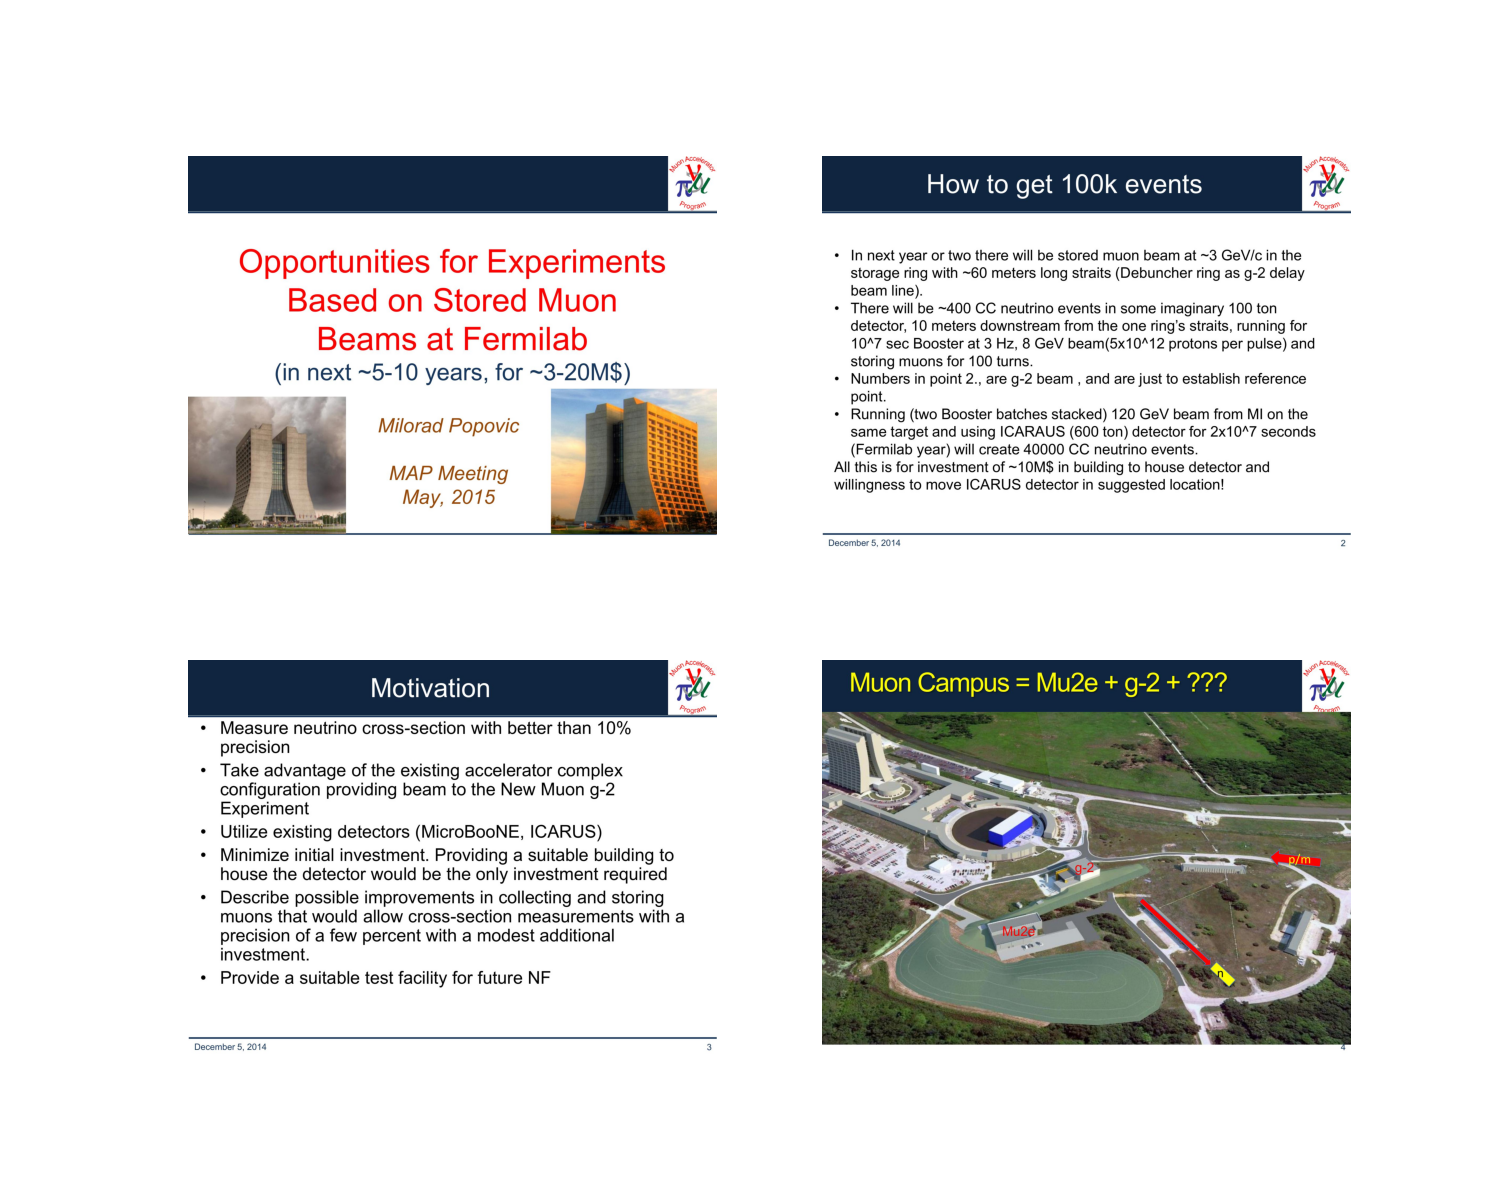 Muon Accelerator
Program
Opportunities for Experiments
Based on Stored Muon
Beams at Fermilab
(in next ~5-10 years, for ~3-20M$)
Milorad Popovic
MAP Meeting
May, 2015
How to get 100k events
Muon Accelerator
πνμ
Program
• In next year or two there will be stored muon beam at ~3 GeV/c in the
storage ring with ~60 meters long straits (Debuncher ring as g-2 delay
beam line).
• There will be ~400 CC neutrino events in some imaginary 100 ton
detector, 10 meters downstream from the one ring's straits, running for
10^7 sec Booster at 3 Hz, 8 GeV beam(5x10^12 protons per pulse) and
storing muons for 100 turns.
• Numbers in point 2., are g-2 beam , and are just to establish reference
point.
• Running (two Booster batches stacked) 120 GeV beam from MI on the
same target and using ICARAUS (600 ton) detector for 2x10^7 seconds
(Fermilab year) will create 40000 CC neutrino events.
All this is for investment of ~10M$ in building to house detector and
willingness to move ICARUS detector in suggested location!
December 5, 2014
2
Motivation
Muon Accelerator
πνμ
Program
• Measure neutrino cross-section with better than 10%
precision
• Take advantage of the existing accelerator complex
configuration providing beam to the New Muon g-2
Experiment
• Utilize existing detectors (MicroBooNE, ICARUS)
• Minimize initial investment. Providing a suitable building to
house the detector would be the only investment required
• Describe possible improvements in collecting and storing
muons that would allow cross-section measurements with a
precision of a few percent with a modest additional
investment.
• Provide a suitable test facility for future NF
December 5, 2014
3
Muon Campus = Mu2e + g-2 + ???
Muon Accelerator
πνμ
Program
p/m
g-2
Mu2e
n
4